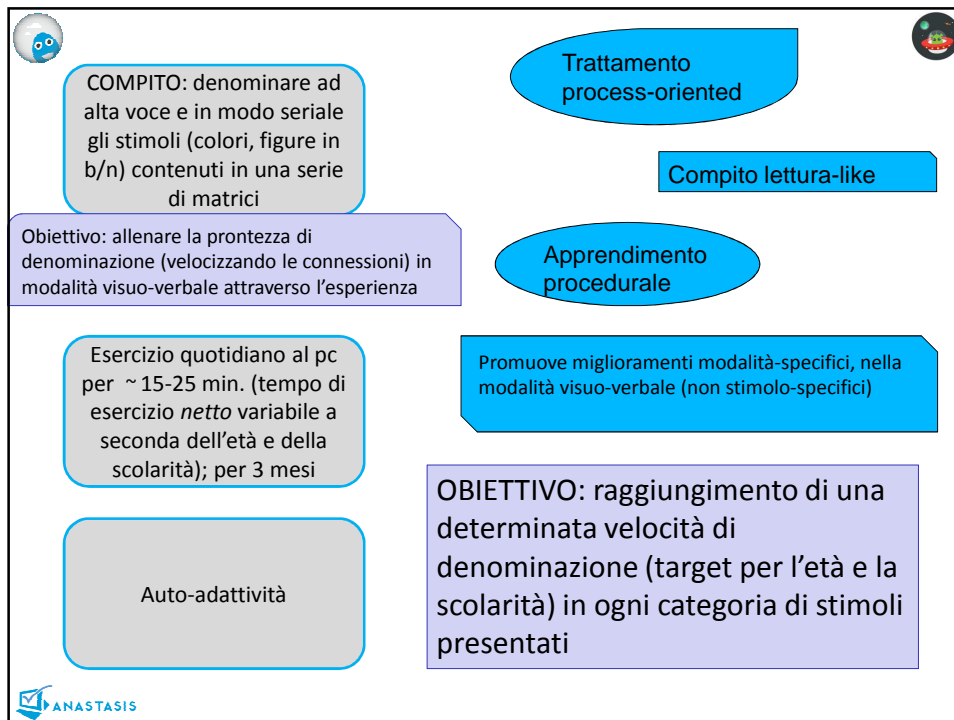 COMPITO: denominare ad
alta voce e in modo seriale
gli stimoli (colori, figure in
b/n) contenuti in una serie
di matrici
Obiettivo: allenare la prontezza di
denominazione (velocizzando le connessioni) in
modalità visuo-verbale attraverso l’esperienza
Esercizio quotidiano al pc
per ~ 15-25 min. (tempo di
esercizio netto variabile a
seconda dell’età e della
scolarità); per 3 mesi
Auto-adattività
Trattamento
process-oriented
Compito lettura-like
Apprendimento
procedurale
Promuove miglioramenti modalità-specifici, nella
modalità visuo-verbale (non stimolo-specifici)
OBIETTIVO: raggiungimento di una
determinata velocità di
denominazione (target per l’età e la
scolarità) in ogni categoria di stimoli
presentati
ANASTASIS